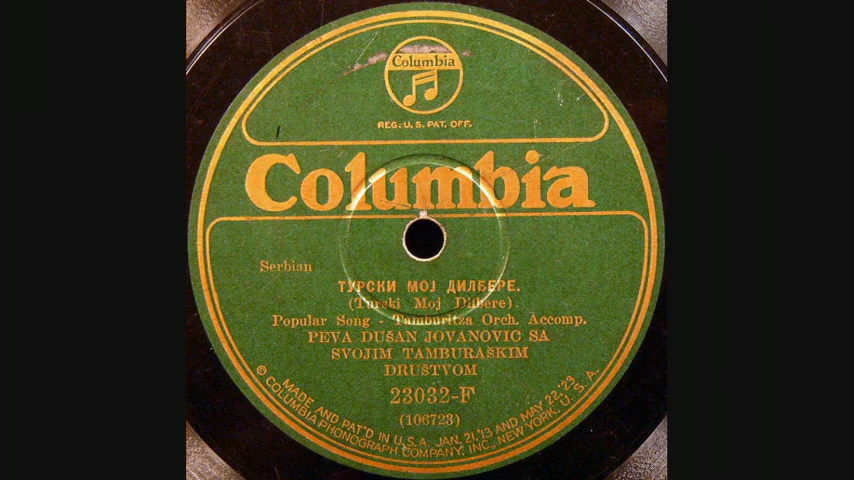 Columbia
REG. U. S. PAT. OFF.
Columbia
Serbian
ТУРСКИ МОЈ ДИЛБЕРЕ.
(Turski Moj Dilbere).
Popular Song - Tamburitza Orch. Accomp.
PEVA DUŠAN JOVANOVIC SA
SVOJIM TAMBURAŠKIM
DRUŠTVOM
23032-F
(106723)
MADE AND PAT'D IN U.S.A. JAN. 21,'13 AND MAY 22,'23
© COLUMBIA PHONOGRAPH COMPANY, INC., NEW YORK, U. S. A.